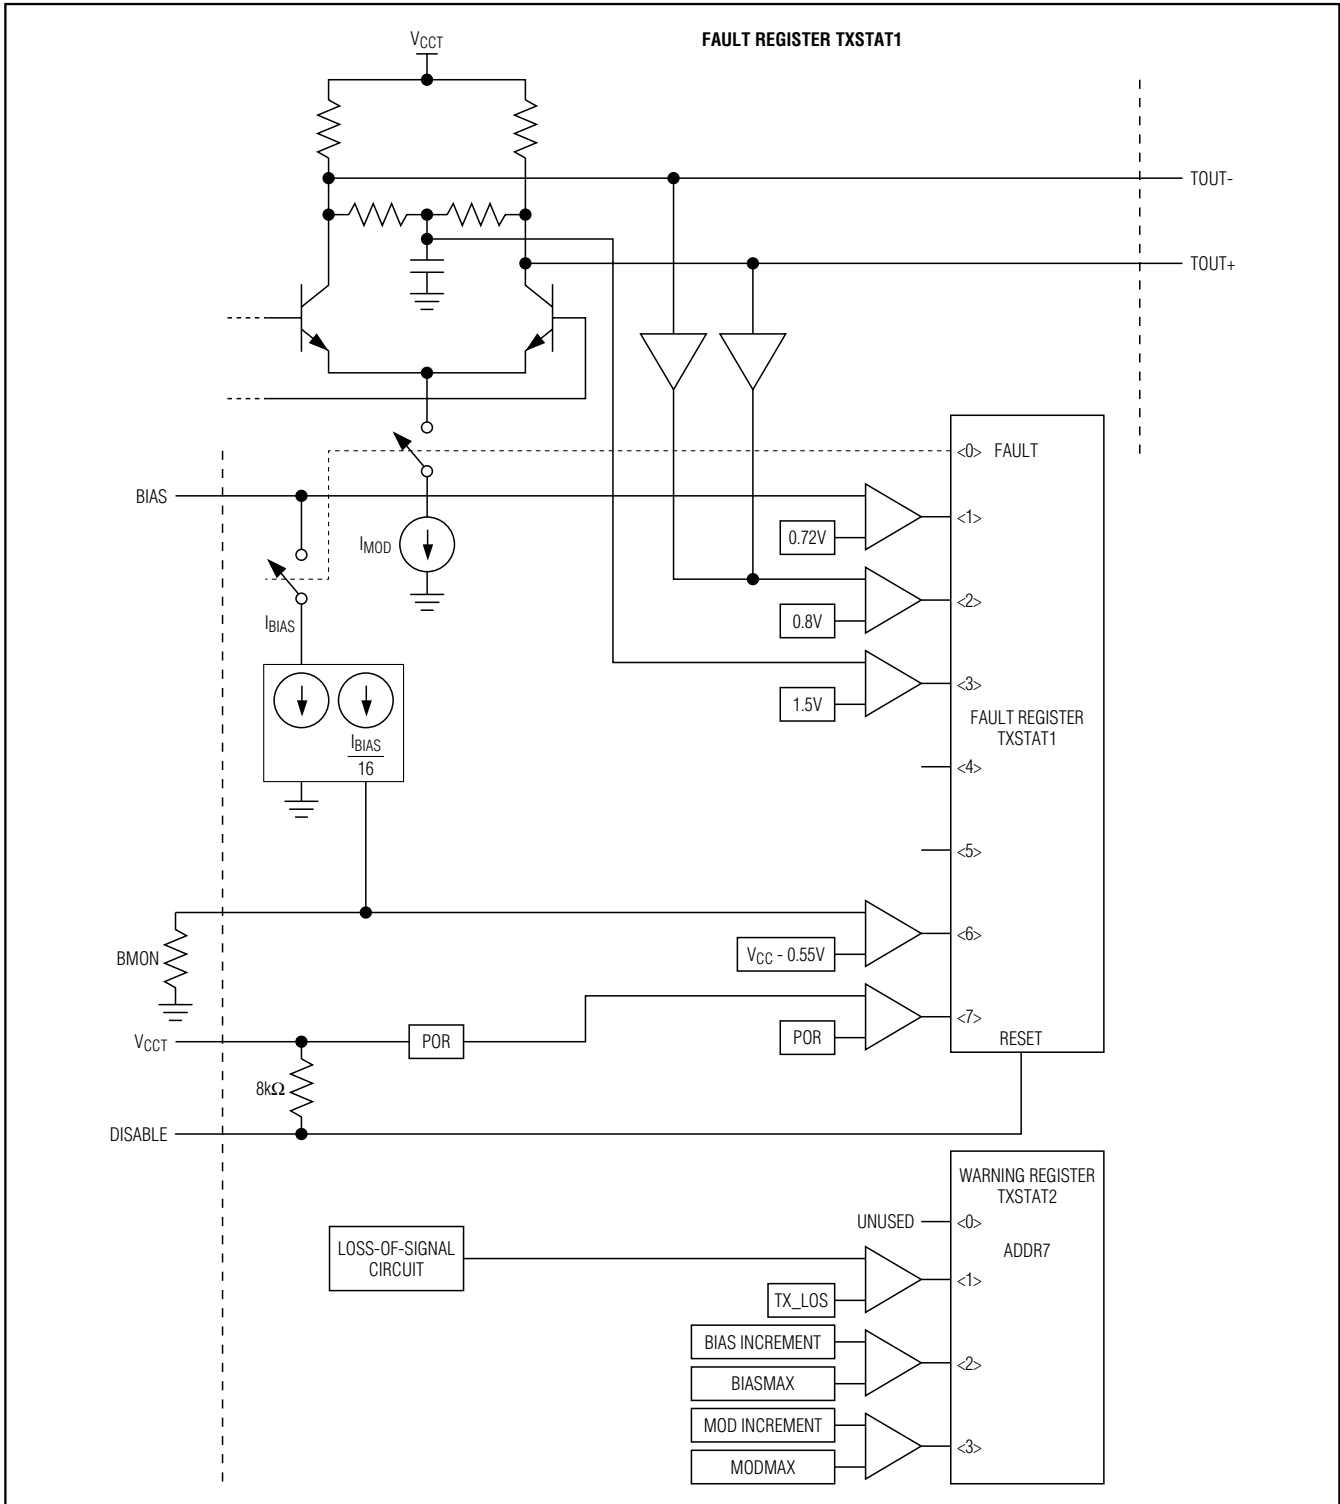 FAULT REGISTER TXSTAT1
VCCT
TOUT-
TOUT+
<0> FAULT
BIAS
<1>
0.72V
IMOD
<2>
0.8V
IBIAS
<3>
1.5V
FAULT REGISTER
TXSTAT1
IBIAS
16
<4>
<5>
<6>
BMON
VCC - 0.55V
<7>
VCCT
POR
POR
RESET
8kΩ
DISABLE
WARNING REGISTER
TXSTAT2
UNUSED
<0>
LOSS-OF-SIGNAL
CIRCUIT
ADDR7
<1>
TX_LOS
BIAS INCREMENT
<2>
BIASMAX
MOD INCREMENT
<3>
MODMAX